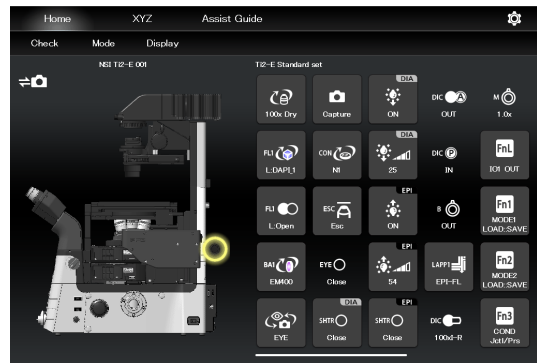 Home XYZ Assist Guide
Check Mode Display
NSI Ti2-E 001
Ti2-E Standard set
DIA
DIC A M
100x Dry Capture ON OUT 1.0x
DIA
FL1 CON DIC P FnL
L:DAPI_1 N1 25 IN IO1 OUT
EPI
FL1 ESC B Fn1
L:Open Esc ON OUT MODE1
LOAD:SAVE
EPI
BA1 EYE LAPP1 Fn2
EM400 Close 54 EPI-FL MODE2
LOAD:SAVE
DIA EPI
SHTR SHTR DIC Fn3
EYE Close Close 100xI-R COND
Jctl/Prs